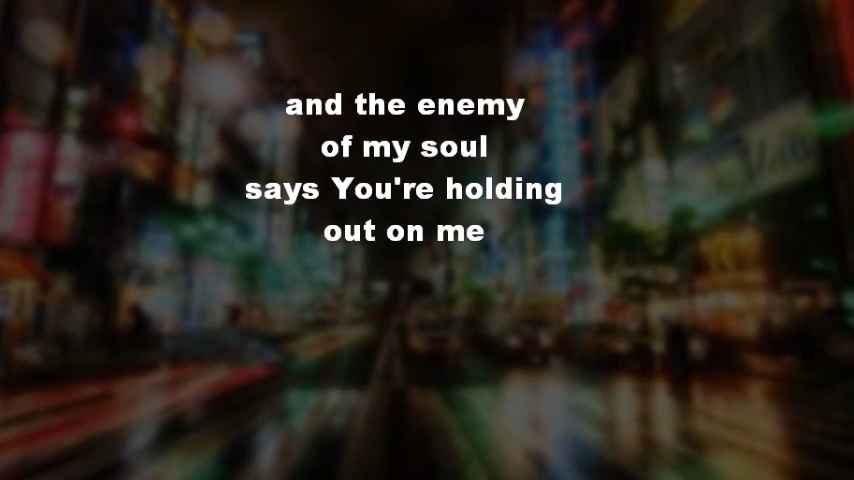 and the enemy
of my soul
says You're holding
out on me